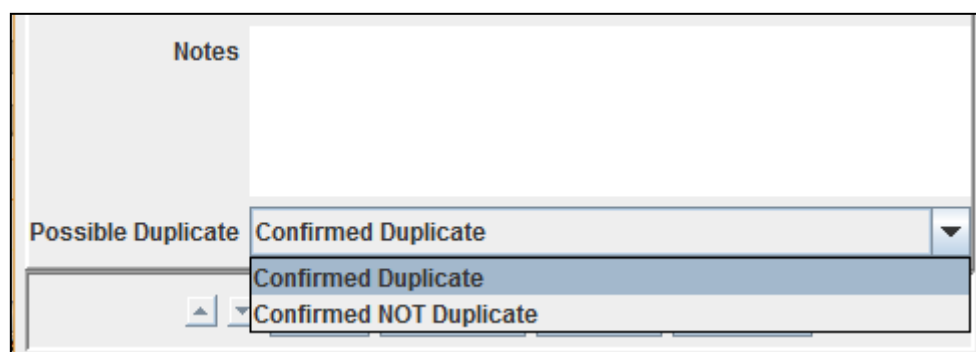 Notes
Possible Duplicate Confirmed Duplicate
Confirmed Duplicate
Confirmed NOT Duplicate